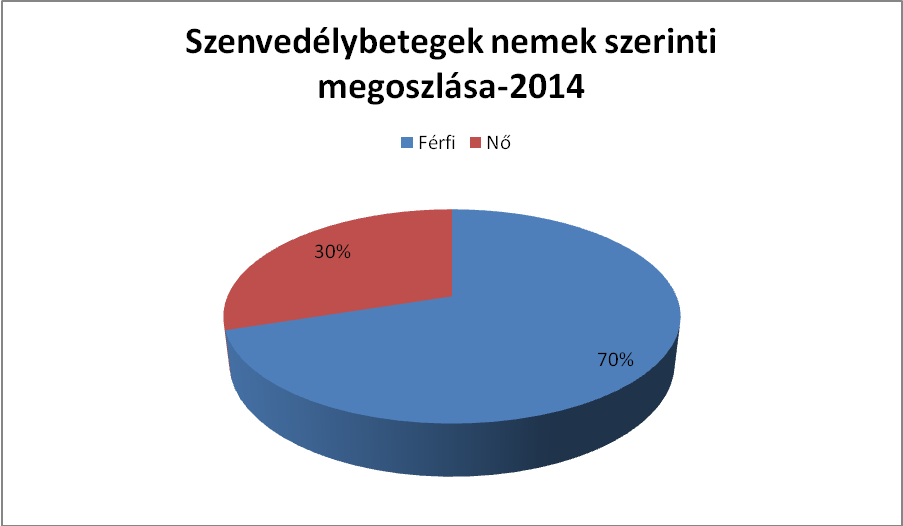 Szenvedélybetegek nemek szerinti
megoszlása-2014
Férfi Nő
30%
70%